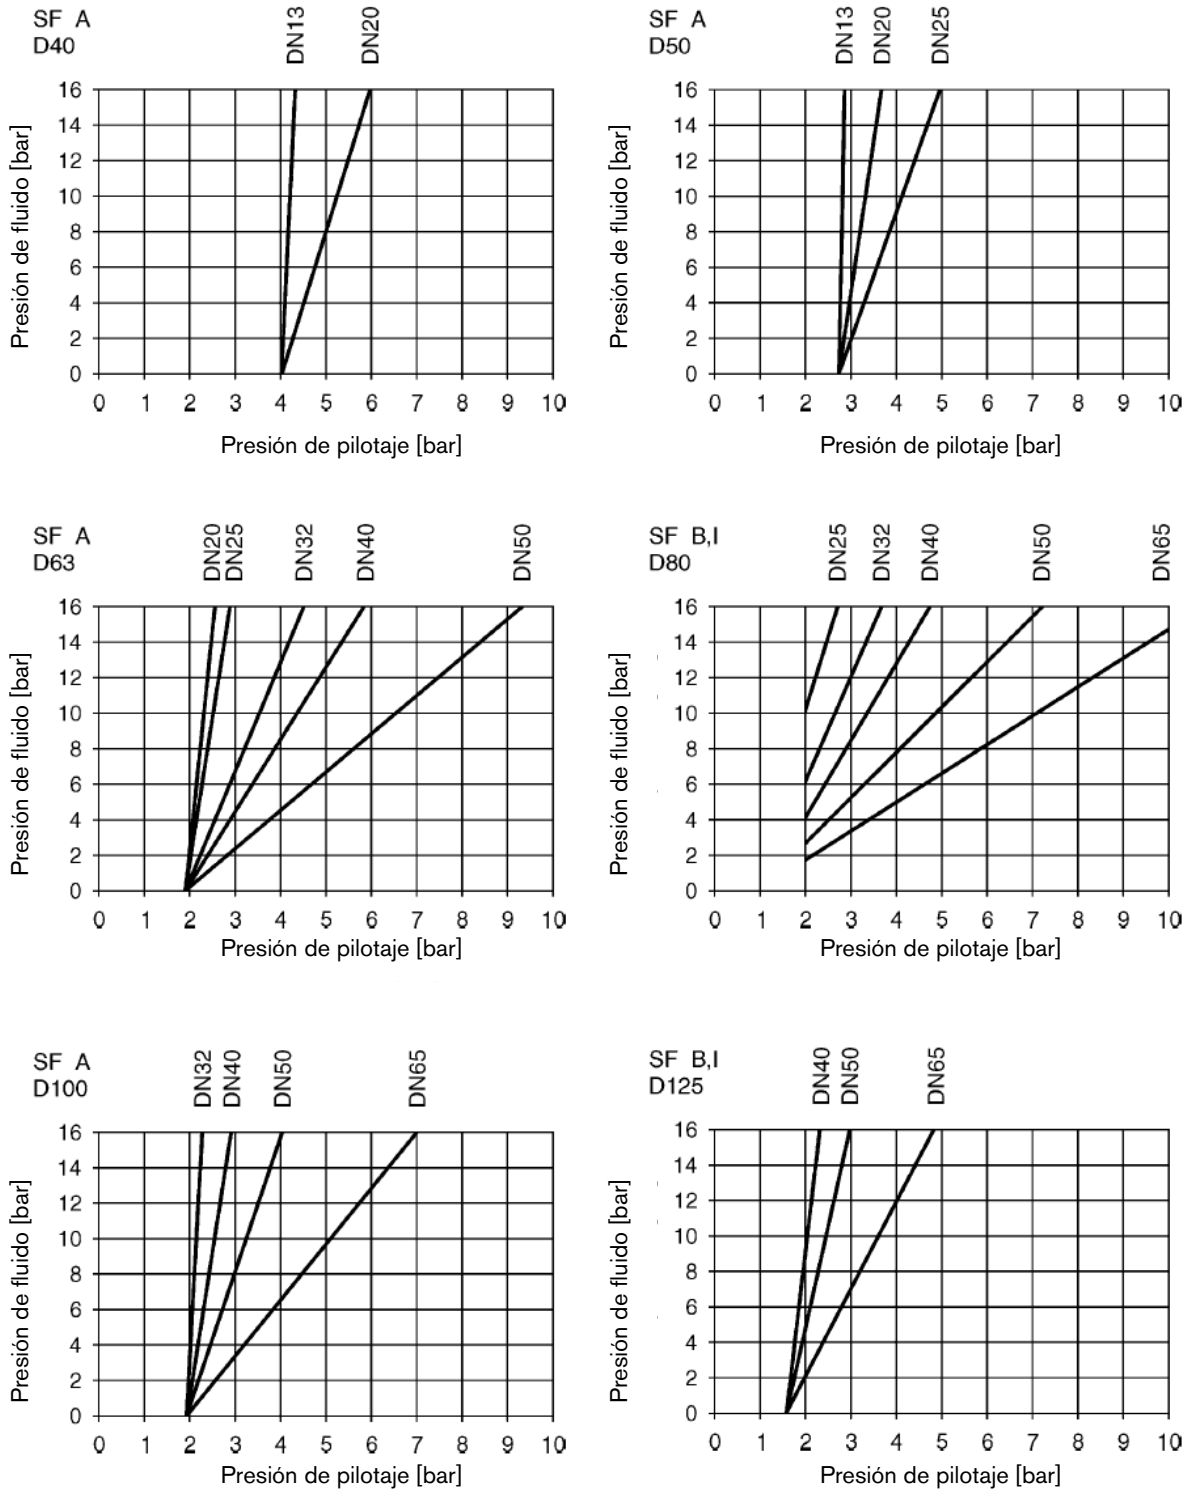 SF A
D40
DN13
DN20
16
14
12
10
8
6
4
2
0
0 1 2 3 4 5 6 7 8 9 10
Presión de fluido [bar]
Presión de pilotaje [bar]
SF A
D50
DN13
DN20
DN25
16
14
12
10
8
6
4
2
0
0 1 2 3 4 5 6 7 8 9 10
Presión de fluido [bar]
Presión de pilotaje [bar]
SF A
D63
DN20
DN25
DN32
DN40
DN50
16
14
12
10
8
6
4
2
0
0 1 2 3 4 5 6 7 8 9 10
Presión de fluido [bar]
Presión de pilotaje [bar]
SF B,I
D80
DN25
DN32
DN40
DN50
DN65
16
14
12
10
8
6
4
2
0
0 1 2 3 4 5 6 7 8 9 10
Presión de fluido [bar]
Presión de pilotaje [bar]
SF A
D100
DN32
DN40
DN50
DN65
16
14
12
10
8
6
4
2
0
0 1 2 3 4 5 6 7 8 9 10
Presión de fluido [bar]
Presión de pilotaje [bar]
SF B,I
D125
DN40
DN50
DN65
16
14
12
10
8
6
4
2
0
0 1 2 3 4 5 6 7 8 9 10
Presión de fluido [bar]
Presión de pilotaje [bar]